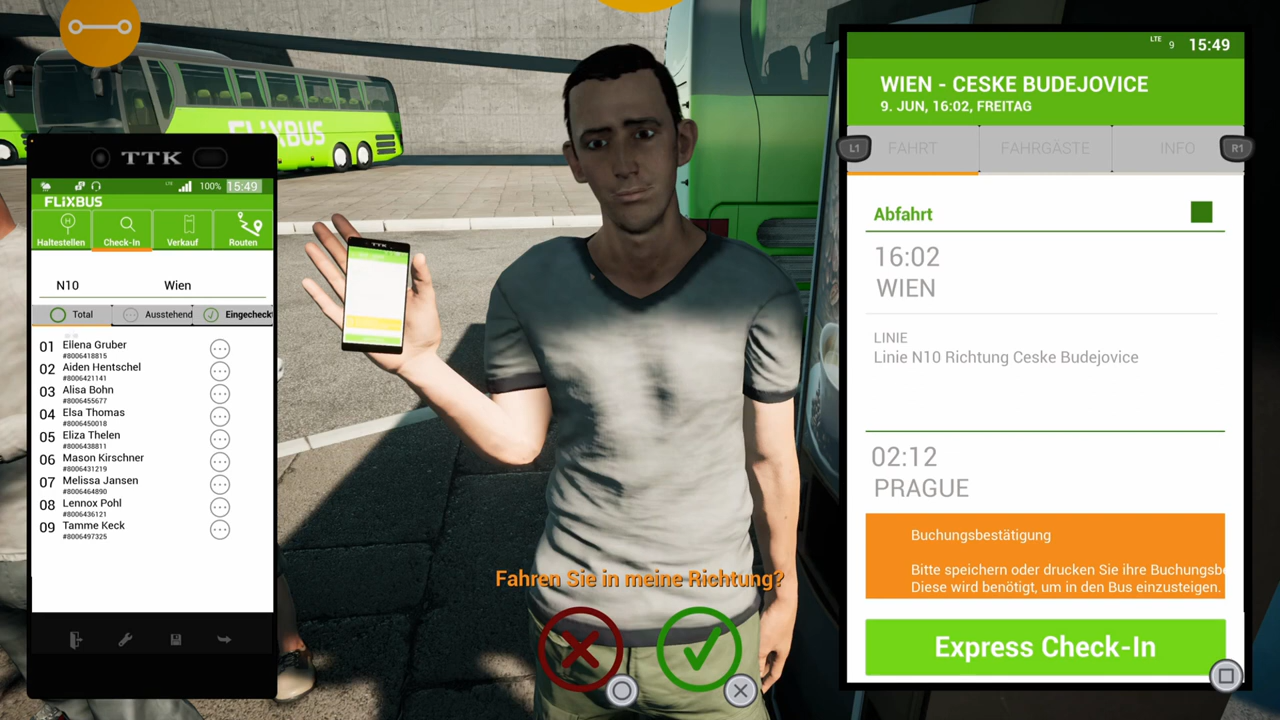 FLiXBUS
TTK
LTE 100% 15:49
FLiXBUS
Haltestellen Check-In Verkauf Routen
N10 Wien
Total Ausstehend Eingecheckt
01 Ellena Gruber
#8006418815
02 Aiden Hentschel
#8006421141
03 Alisa Bohn
#8006455677
04 Elsa Thomas
#8006450018
05 Eliza Thelen
#8006438811
06 Mason Kirschner
#8006431219
07 Melissa Jansen
#8006464890
08 Lennox Pohl
#8006436121
09 Tamme Keck
#8006497325
TTK
Fahren Sie in meine Richtung?
LTE 9 15:49
WIEN - CESKE BUDEJOVICE
9. JUN, 16:02, FREITAG
L1 FAHRT FAHRGÄSTE INFO R1
Abfahrt
16:02
WIEN
LINIE
Linie N10 Richtung Ceske Budejovice
02:12
PRAGUE
Buchungsbestätigung
Bitte speichern oder drucken Sie ihre Buchungsbe
Diese wird benötigt, um in den Bus einzusteigen.
Express Check-In